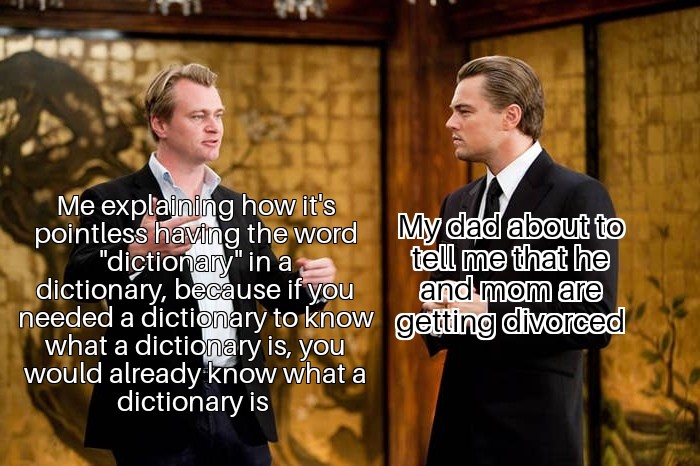 Me explaining how it's
pointless having the word
"dictionary" in a
dictionary, because if you
needed a dictionary to know
what a dictionary is, you
would already know what a
dictionary is
My dad about to
tell me that he
and mom are
getting divorced